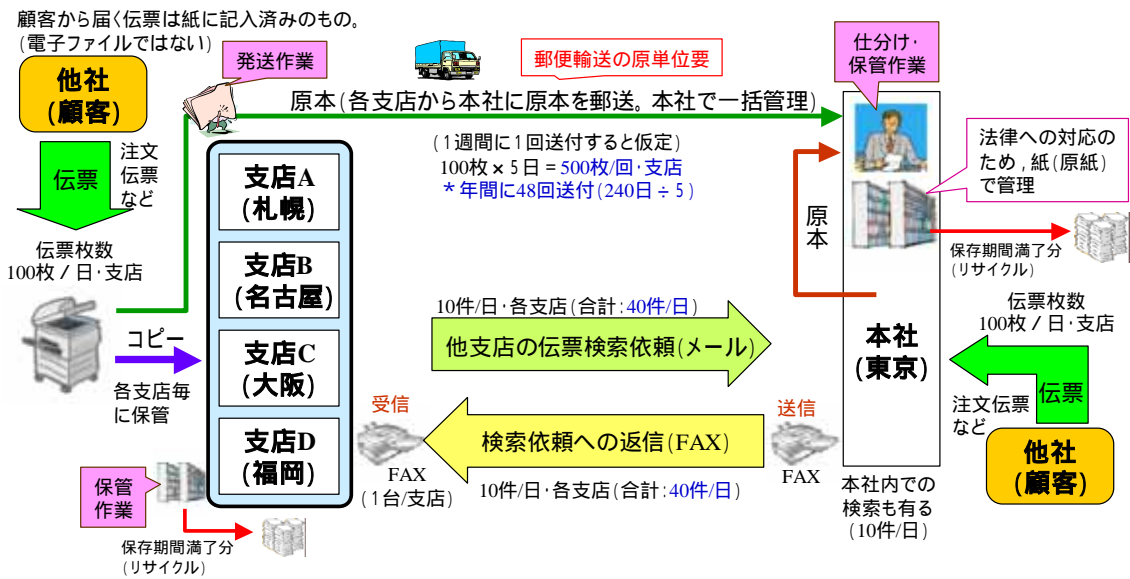 顧客から届く伝票は紙に記入済みのもの。
(電子ファイルではない)
他社
(顧客)
伝票
注文
伝票
など
伝票枚数
100枚／日・支店
コピー
各支店毎
に保管
発送作業
郵便輸送の原単位要
原本(各支店から本社に原本を郵送。本社で一括管理)
(1週間に1回送付すると仮定)
100枚×5日＝500枚/回・支店
＊年間に48回送付(240日÷5)
支店A
(札幌)
支店B
(名古屋)
支店C
(大阪)
支店D
(福岡)
保管
作業
保存期間満了分
(リサイクル)
10件/日・各支店(合計:40件/日)
他支店の伝票検索依頼(メール)
受信
FAX
(1台/支店)
検索依頼への返信(FAX)
10件/日・各支店(合計:40件/日)
送信
FAX
仕分け・
保管作業
原本
法律への対応の
ため,紙(原紙)
で管理
保存期間満了分
(リサイクル)
本社
(東京)
本社内での
検索も有る
(10件/日)
伝票枚数
100枚／日・支店
伝票
注文伝票
など
他社
(顧客)